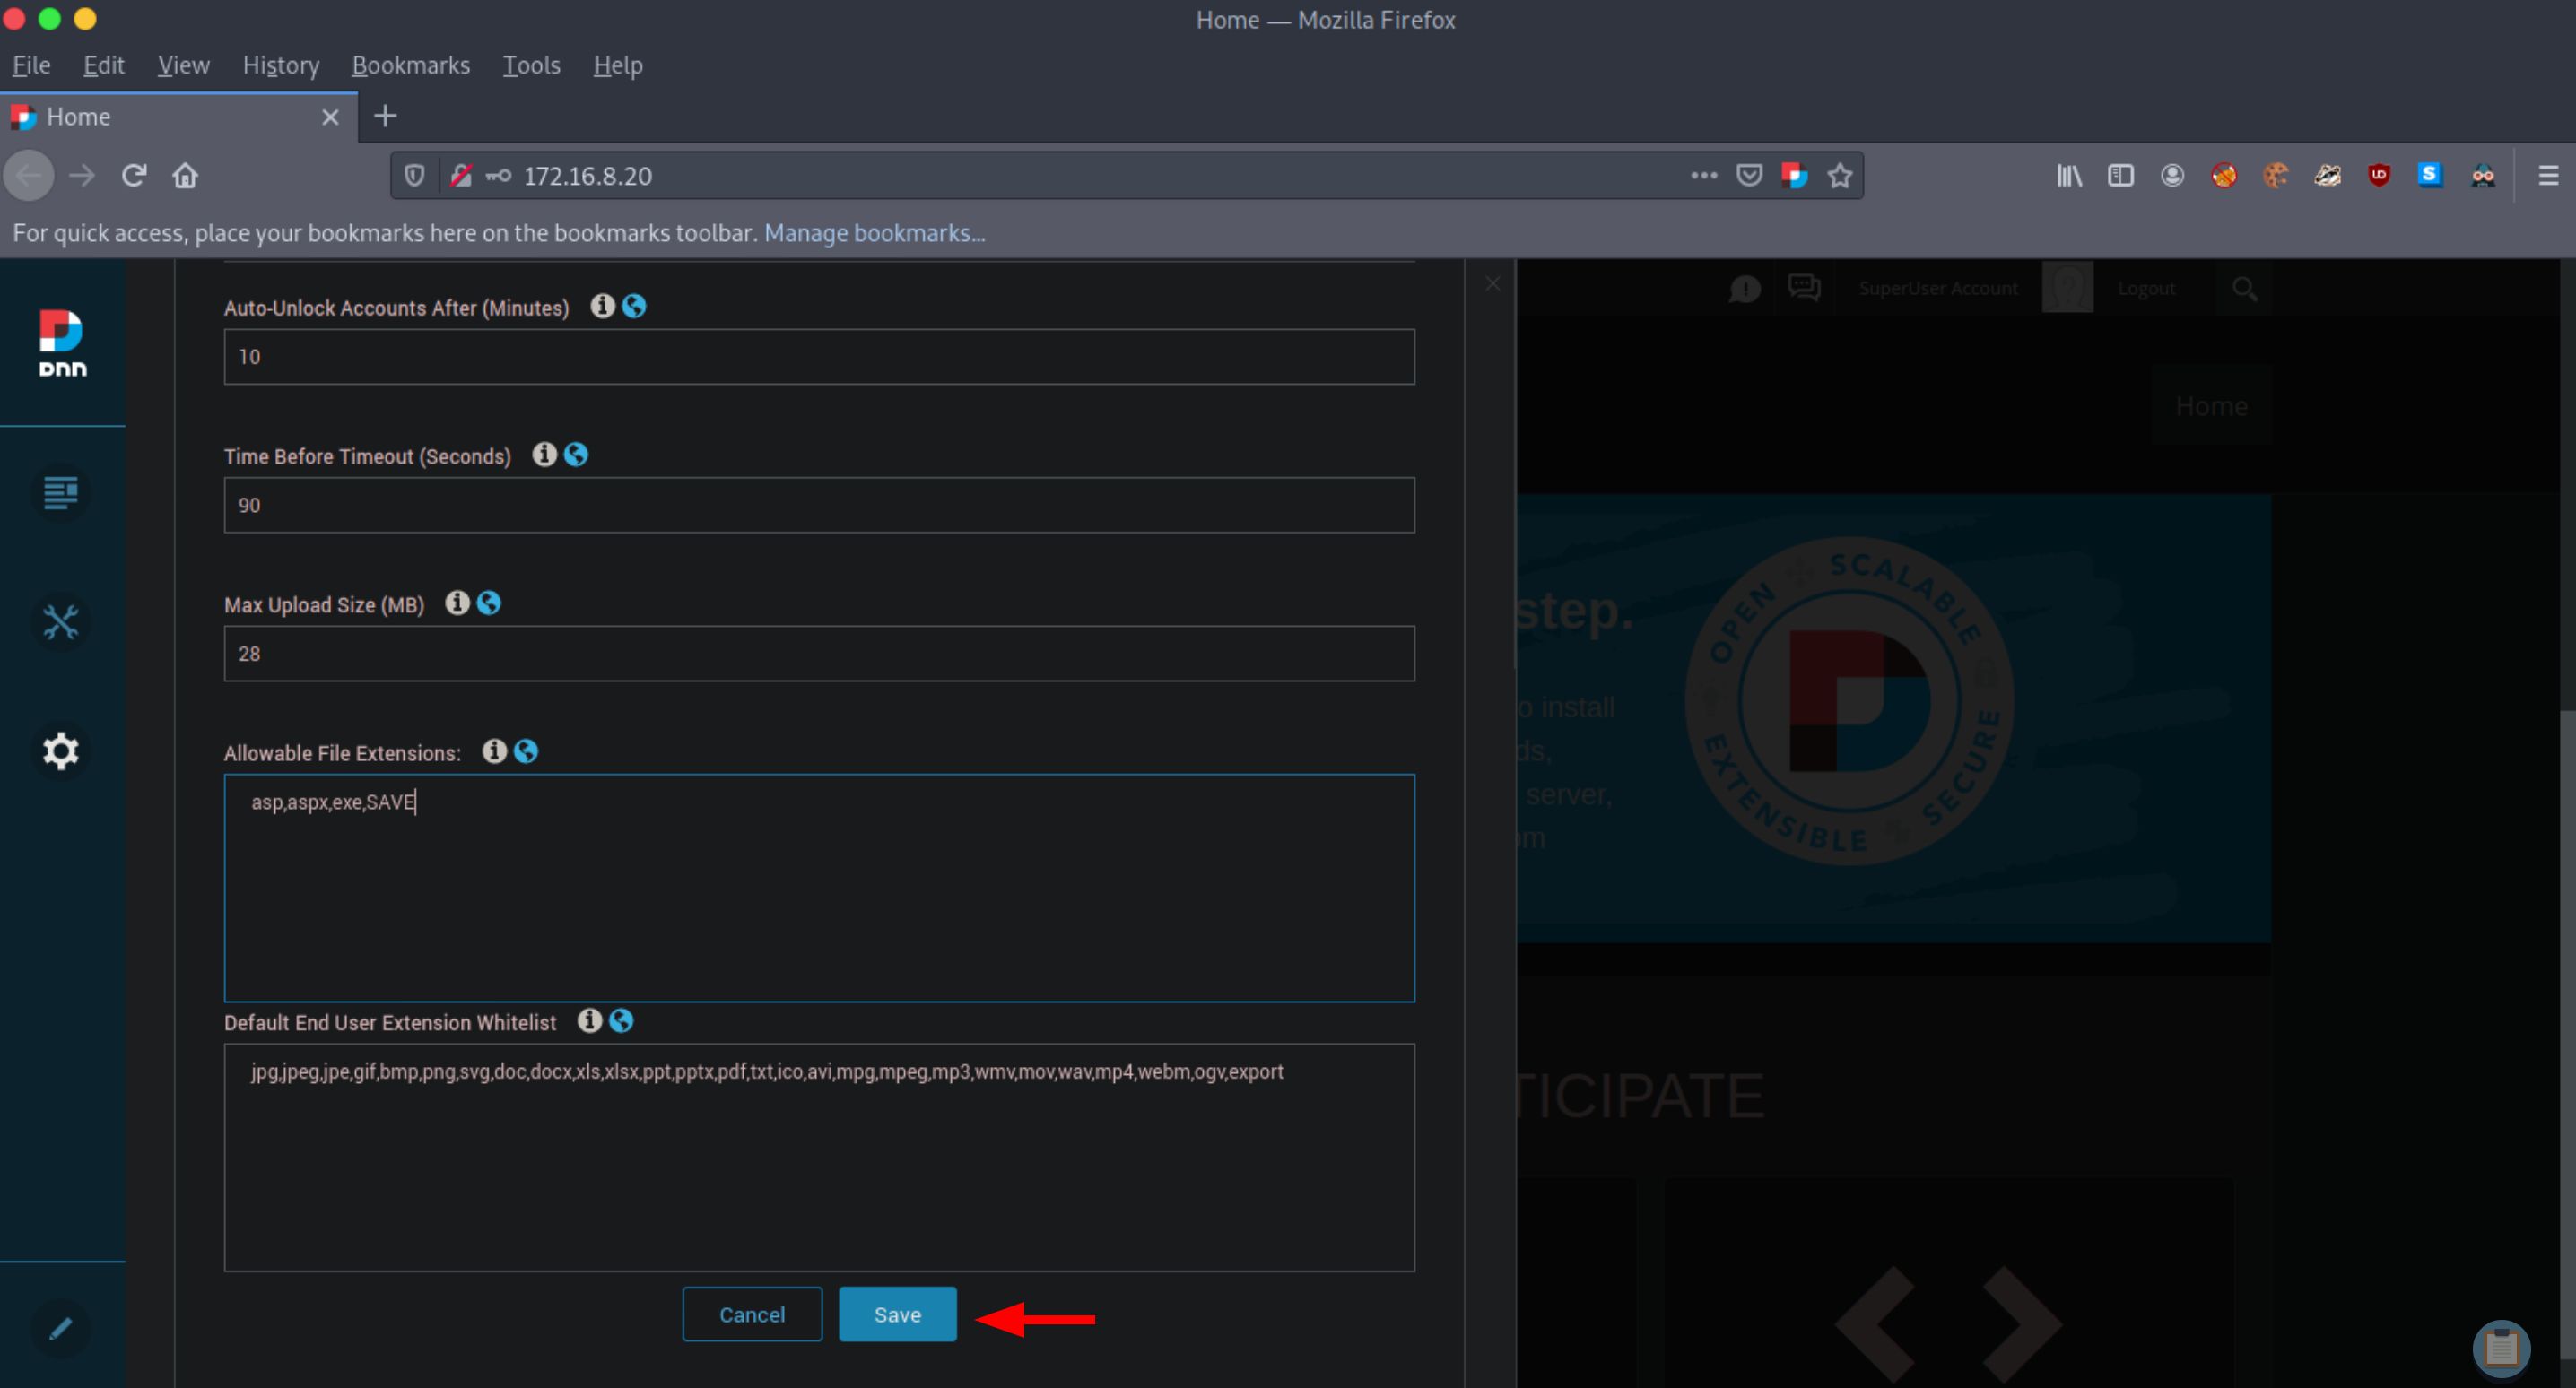 Home — Mozilla Firefox
File Edit View History Bookmarks Tools Help
Home
172.16.8.20
For quick access, place your bookmarks here on the bookmarks toolbar. Manage bookmarks...
SuperUser Account Logout
Auto-Unlock Accounts After (Minutes)
10
DNN
Home
Time Before Timeout (Seconds)
90
Max Upload Size (MB)
28
step.
o install
ds,
server,
om
OPEN SCALABLE SECURE EXTENSIBLE
Allowable File Extensions:
asp,aspx,exe,SAVE
Default End User Extension Whitelist
jpg,jpeg,jpe,gif,bmp,png,svg,doc,docx,xls,xlsx,ppt,pptx,pdf,txt,ico,avi,mpg,mpeg,mp3,wmv,mov,wav,mp4,webm,ogv,export
TICIPATE
Cancel Save